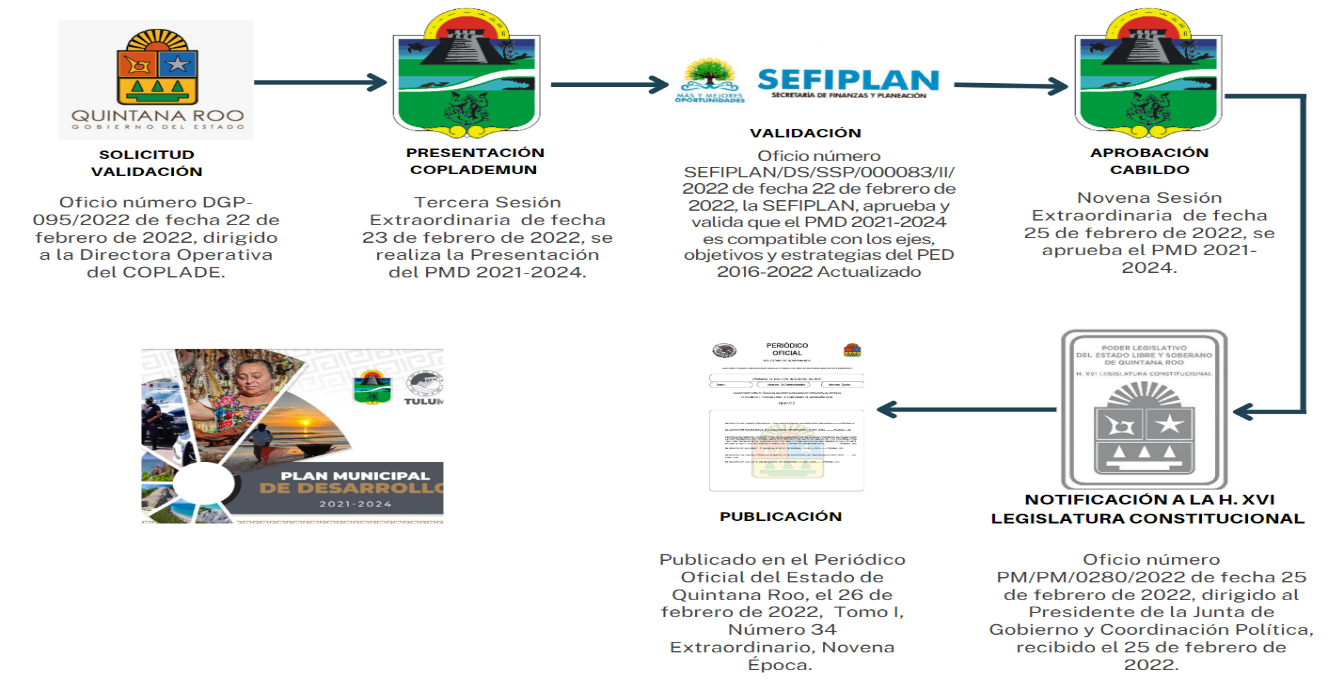 QUINTANA ROO
GOBIERNO DEL ESTADO
SOLICITUD
VALIDACIÓN
Oficio número DGP-
095/2022 de fecha 22 de
febrero de 2022, dirigido
a la Directora Operativa
del COPLADE.
PRESENTACIÓN
COPLADEMUN
Tercera Sesión
Extraordinaria de fecha
23 de febrero de 2022, se
realiza la Presentación
del PMD 2021-2024.
MÁS Y MEJORES
OPORTUNIDADES
SEFIPLAN
SECRETARÍA DE FINANZAS Y PLANEACIÓN
VALIDACIÓN
Oficio número
SEFIPLAN/DS/SSP/000083/II/
2022 de fecha 22 de febrero de
2022, la SEFIPLAN, aprueba y
valida que el PMD 2021-2024
es compatible con los ejes,
objetivos y estrategias del PED
2016-2022 Actualizado
APROBACIÓN
CABILDO
Novena Sesión
Extraordinaria de fecha
25 de febrero de 2022, se
aprueba el PMD 2021-
2024.
PODER LEGISLATIVO
DEL ESTADO LIBRE Y SOBERANO
DE QUINTANA ROO
H. XVI LEGISLATURA CONSTITUCIONAL
NOTIFICACIÓN A LA H. XVI
LEGISLATURA CONSTITUCIONAL
Oficio número
PM/PM/0280/2022 de fecha 25
de febrero de 2022, dirigido al
Presidente de la Junta de
Gobierno y Coordinación Política,
recibido el 25 de febrero de
2022.
PERIÓDICO
OFICIAL
PUBLICACIÓN
Publicado en el Periódico
Oficial del Estado de
Quintana Roo, el 26 de
febrero de 2022, Tomo I,
Número 34
Extraordinario, Novena
Época.
TULUM
PLAN MUNICIPAL
DE DESARROLLO
2021-2024